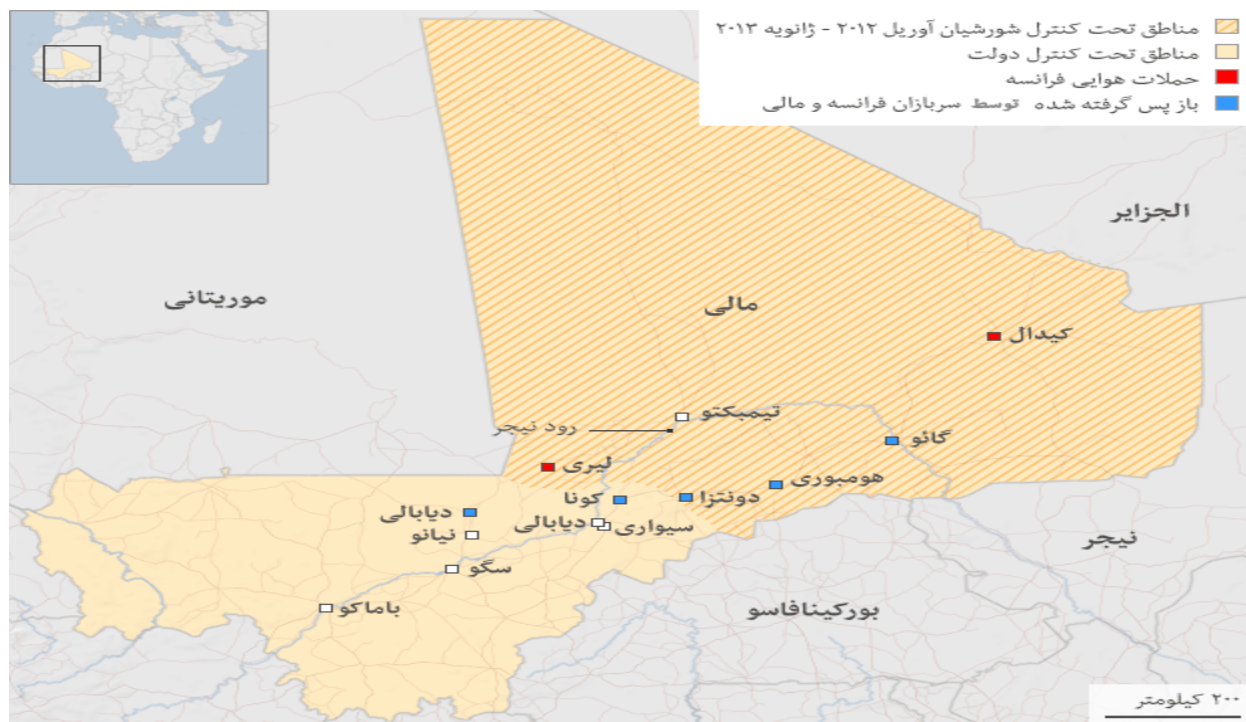 مناطق تحت کنترل شورشیان آوریل ۲۰۱۲ - ژانویه ۲۰۱۳
مناطق تحت کنترل دولت
حملات هوایی فرانسه
باز پس گرفته شده توسط سربازان فرانسه و مالی
الجزایر
موریتانی
مالی
کیدال
تیمبکتو
رود نیجر
گائو
لیری
هومبوری
دونتزا
کونا
دیابالی
سیواری
دیابالی
نیانو
نیجر
سگو
باماکو
بورکینافاسو
۲۰۰ کیلومتر